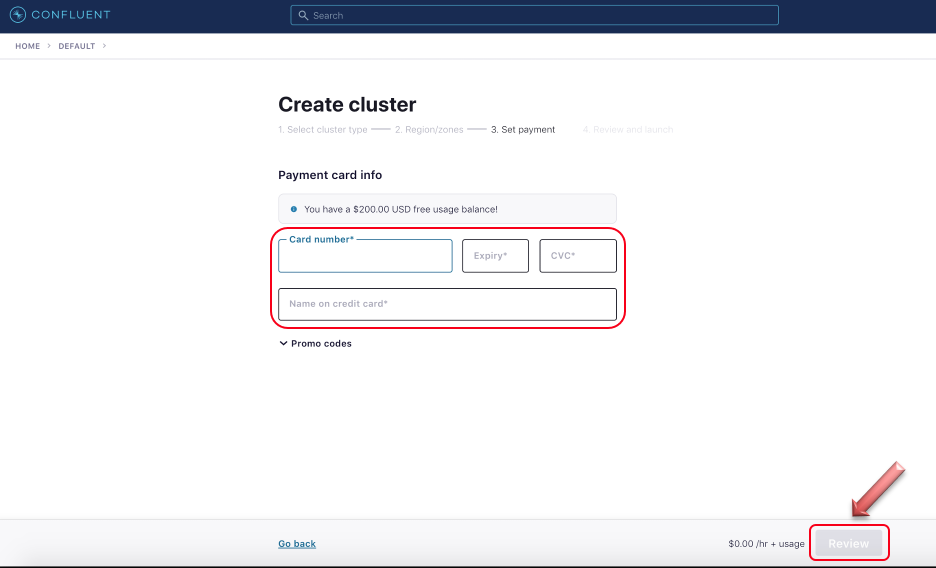 CONFLUENT
Search
HOME > DEFAULT >
Create cluster
1. Select cluster type — 2. Region/zones — 3. Set payment 4. Review and launch
Payment card info
You have a $200.00 USD free usage balance!
Card number* Expiry* CVC*
Name on credit card*
Promo codes
Go back $0.00 /hr + usage Review